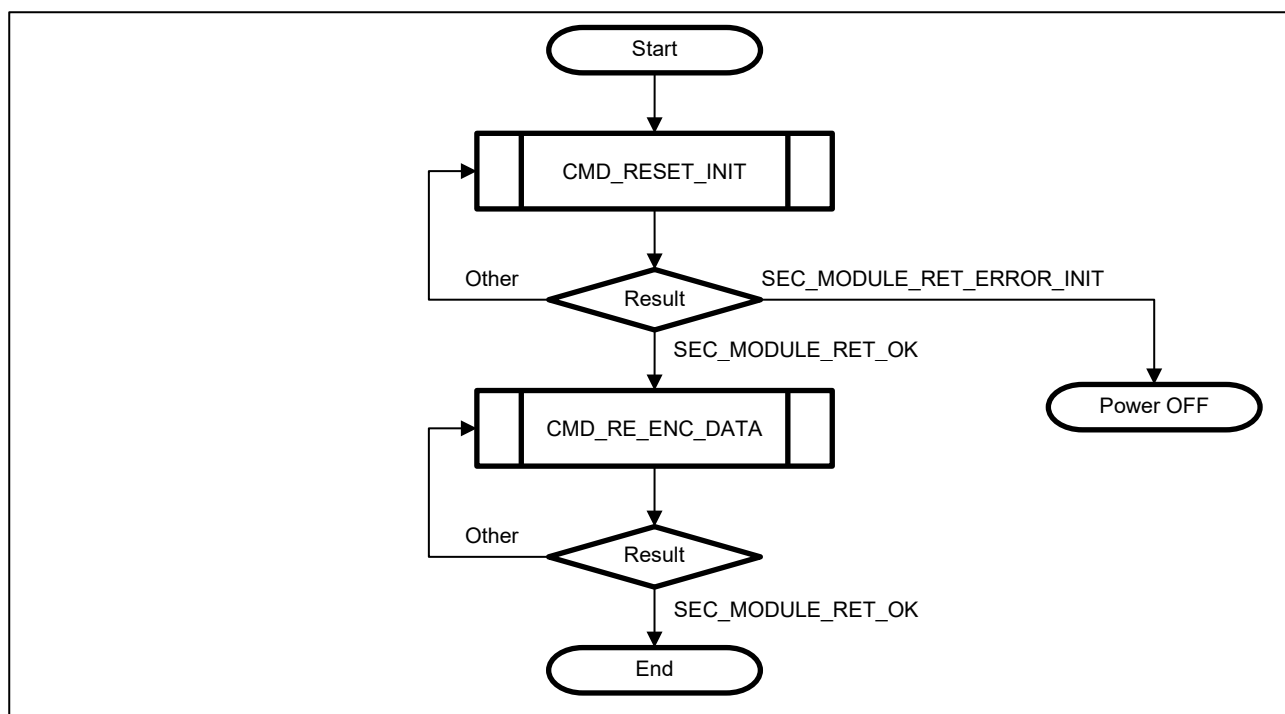 Start
CMD_RESET_INIT
Other
Result
SEC_MODULE_RET_ERROR_INIT
SEC_MODULE_RET_OK
Power OFF
CMD_RE_ENC_DATA
Other
Result
SEC_MODULE_RET_OK
End